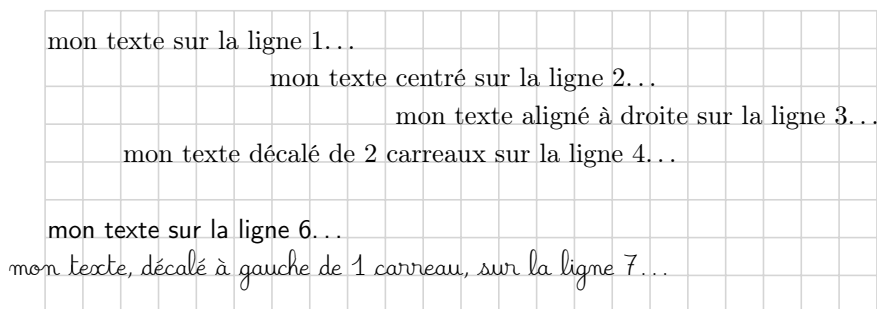 mon texte sur la ligne 1...
mon texte centré sur la ligne 2...
mon texte aligné à droite sur la ligne 3...
mon texte décalé de 2 carreaux sur la ligne 4...
mon texte sur la ligne 6...
mon texte, décalé à gauche de 1 carreau, sur la ligne 7...